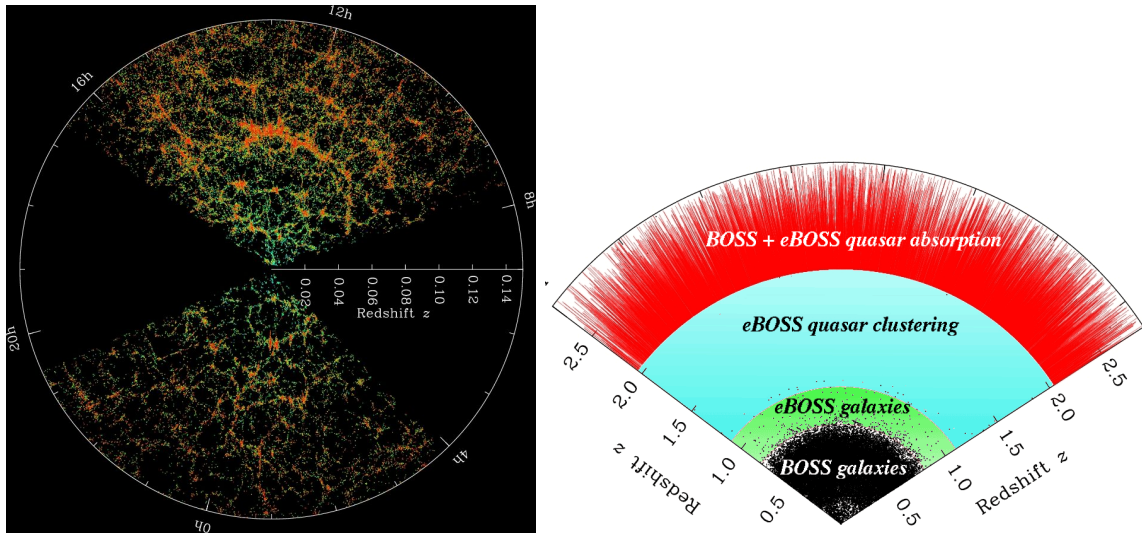 12h
16h
8h
0.02
0.04
0.06
0.08
0.10
0.12
0.14
Redshift z
20h
4h
0h
BOSS + eBOSS quasar absorption
eBOSS quasar clustering
eBOSS galaxies
BOSS galaxies
2.5
2.0
1.5
1.0
0.5
Redshift z
0.5
1.0
1.5
2.0
2.5
Redshift z